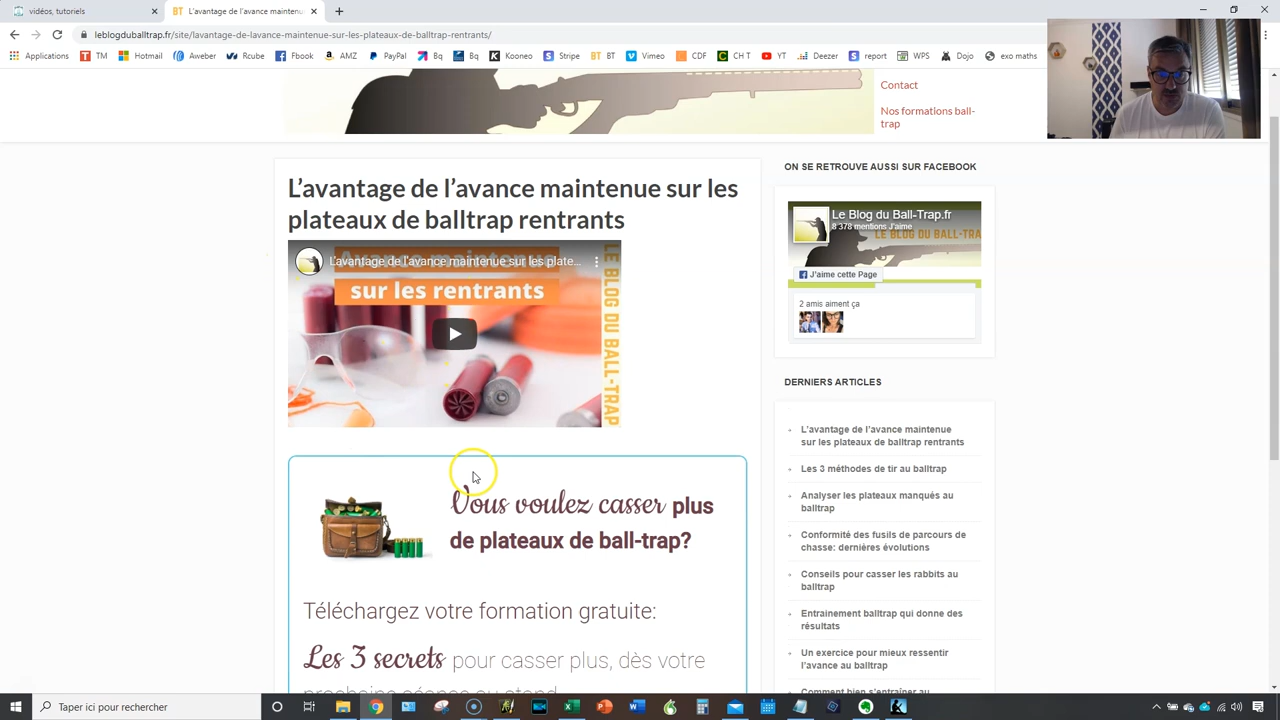 vidéos, tutoriels
L'avantage de l'avance maintenue
leblogduballtrap.fr/site/lavantage-de-lavance-maintenue-sur-les-plateaux-de-balltrap-rentrants/
Applications TM Hotmail Aweber Rcube Fbook AMZ PayPal Bq Bq Kooneo Stripe BT Vimeo CDF CH T YT Deezer report WPS Dojo exo maths
Contact
Nos formations ball-
trap
L'avantage de l'avance maintenue sur les
plateaux de balltrap rentrants
L'avantage de l'avance maintenue sur les plate...
sur les rentrants
LE BLOG DU BALL-TRAP
Vous voulez casser plus
de plateaux de ball-trap?
Téléchargez votre formation gratuite:
Les 3 secrets pour casser plus, dès votre
prochaine séance au stand
ON SE RETROUVE AUSSI SUR FACEBOOK
Le Blog du Ball-Trap.fr
8 378 mentions J'aime
LE BLOG DU BALL-TRA
J'aime cette Page
2 amis aiment ça
DERNIERS ARTICLES
L'avantage de l'avance maintenue
sur les plateaux de balltrap rentrants
Les 3 méthodes de tir au balltrap
Analyser les plateaux manqués au
balltrap
Conformité des fusils de parcours de
chasse: dernières évolutions
Conseils pour casser les rabbits au
balltrap
Entrainement balltrap qui donne des
résultats
Un exercice pour mieux ressentir
l'avance au balltrap
Comment bien s'entraîner au
Taper ici pour rechercher